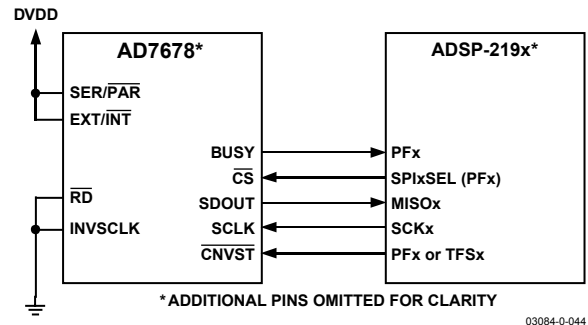 DVDD
AD7678*
ADSP-219x*
SER/PAR
EXT/INT
BUSY
PFx
CS
SPIxSEL (PFx)
RD
SDOUT
MISOx
INVSCLK
SCLK
SCKx
CNVST
PFx or TFSx
*ADDITIONAL PINS OMITTED FOR CLARITY
03084-0-044